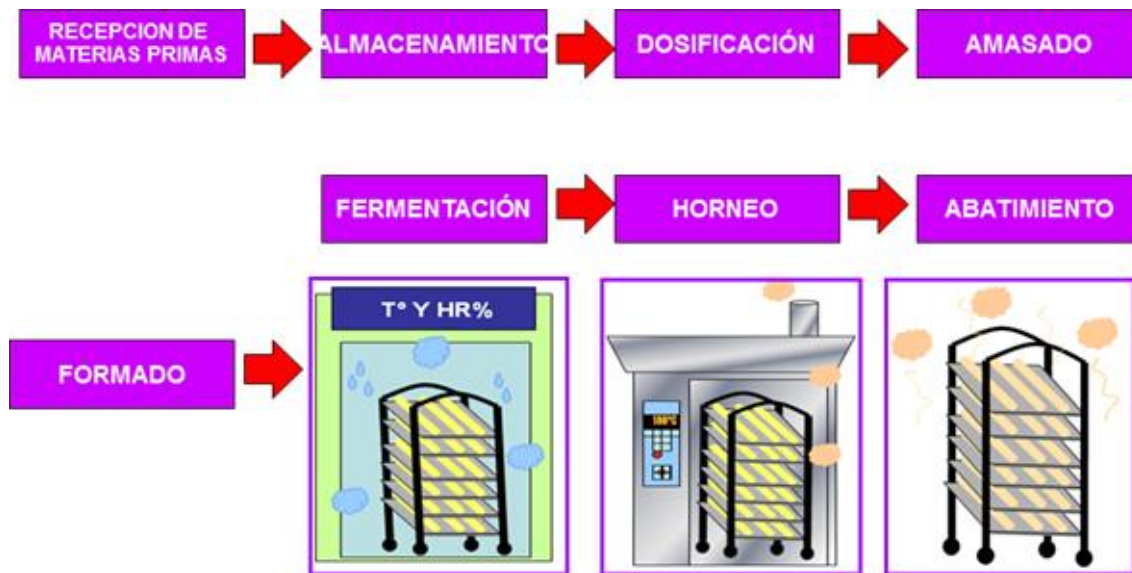 RECEPCION DE
MATERIAS PRIMAS
ALMACENAMIENTO
DOSIFICACIÓN
AMASADO
FERMENTACIÓN
HORNEO
ABATIMIENTO
T° Y HR%
FORMADO